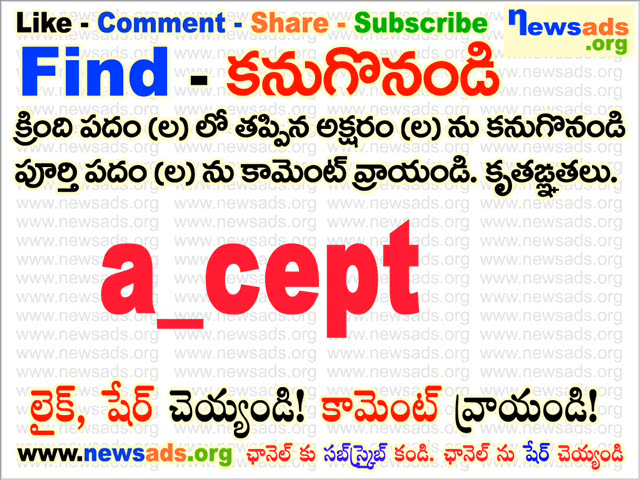 Like - Comment - Share - Subscribe
newsads
.org
Find - కనుగొనండి
క్రింది పదం (ల) లో తప్పిన అక్షరం (ల) ను కనుగొనండి
పూర్తి పదం (ల) ను కామెంట్ వ్రాయండి. కృతఙ్ఞతలు.
a_cept
లైక్, షేర్ చెయ్యండి! కామెంట్ వ్రాయండి!
www.newsads.org ఛానెల్ కు సబ్‌స్క్రైబ్ కండి. ఛానెల్ ను షేర్ చెయ్యండి